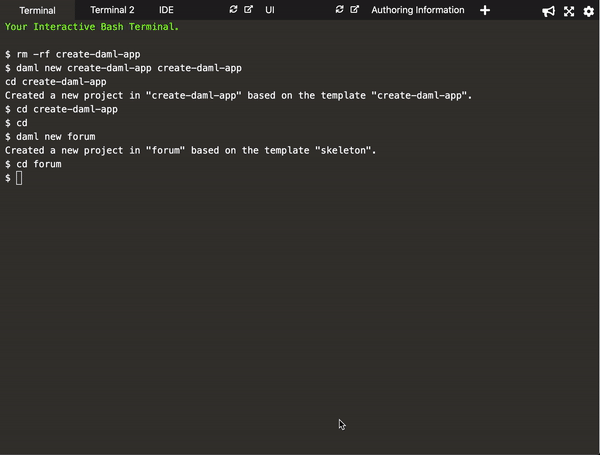 Terminal Terminal 2 IDE UI Authoring Information
Your Interactive Bash Terminal.
$ rm -rf create-daml-app
$ daml new create-daml-app create-daml-app
cd create-daml-app
Created a new project in "create-daml-app" based on the template "create-daml-app".
$ cd create-daml-app
$ cd
$ daml new forum
Created a new project in "forum" based on the template "skeleton".
$ cd forum
$